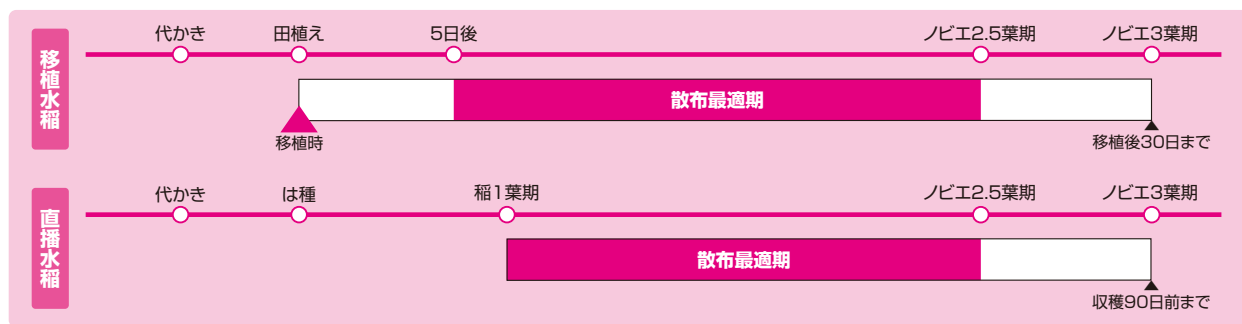 移植水稲
代かき 田植え 5日後 ノビエ2.5葉期 ノビエ3葉期
散布最適期
移植時 移植後30日まで
直播水稲
代かき は種 稲1葉期 ノビエ2.5葉期 ノビエ3葉期
散布最適期
収穫90日前まで